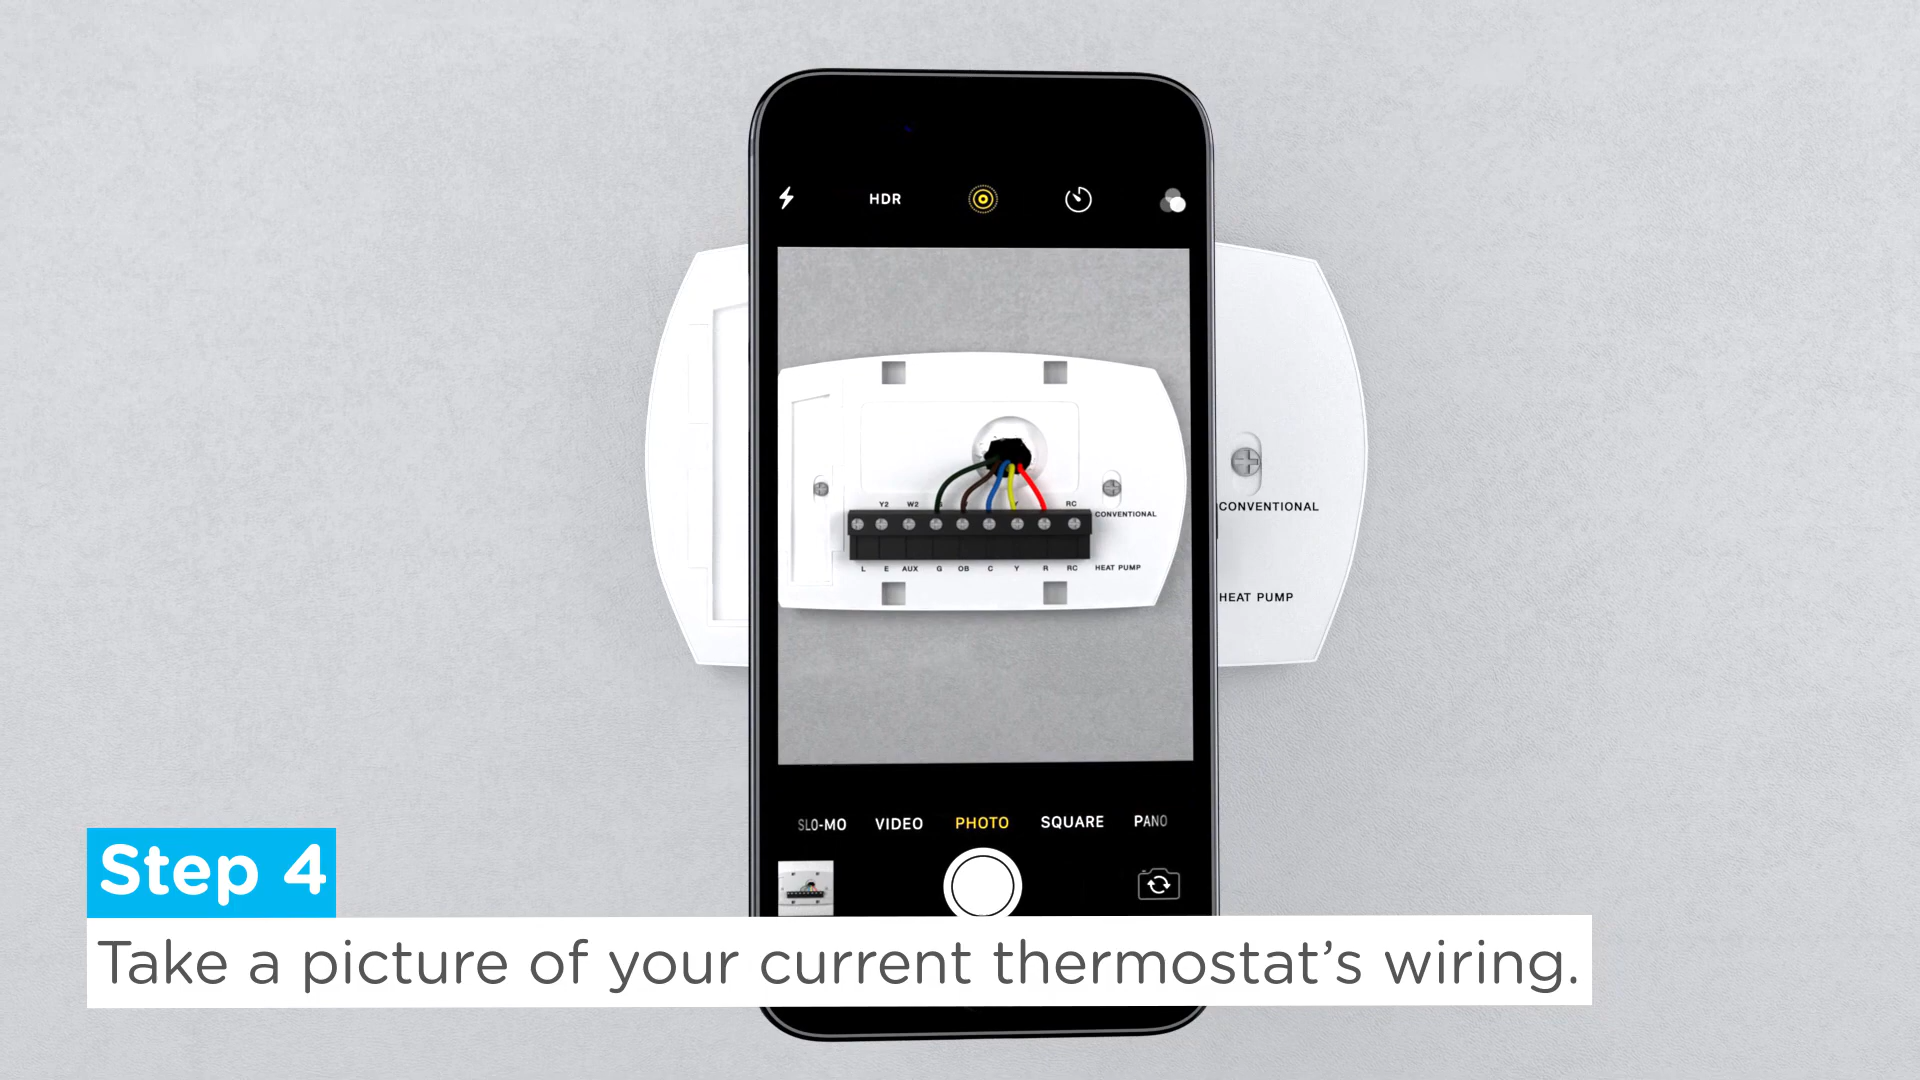 HDR
Y2 W2 RC
CONVENTIONAL
L E AUX G OB C Y R RC HEAT PUMP
CONVENTIONAL
HEAT PUMP
SLO-MO VIDEO PHOTO SQUARE PANO
Step 4
Take a picture of your current thermostat’s wiring.